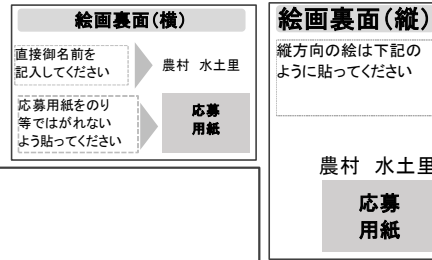 絵画裏面(横)
直接御名前を
記入してください
農村 水土里
応募用紙をのり
等ではがれない
よう貼ってください
応募
用紙
絵画裏面(縦)
縦方向の絵は下記の
ように貼ってください
農村 水土里
応募
用紙